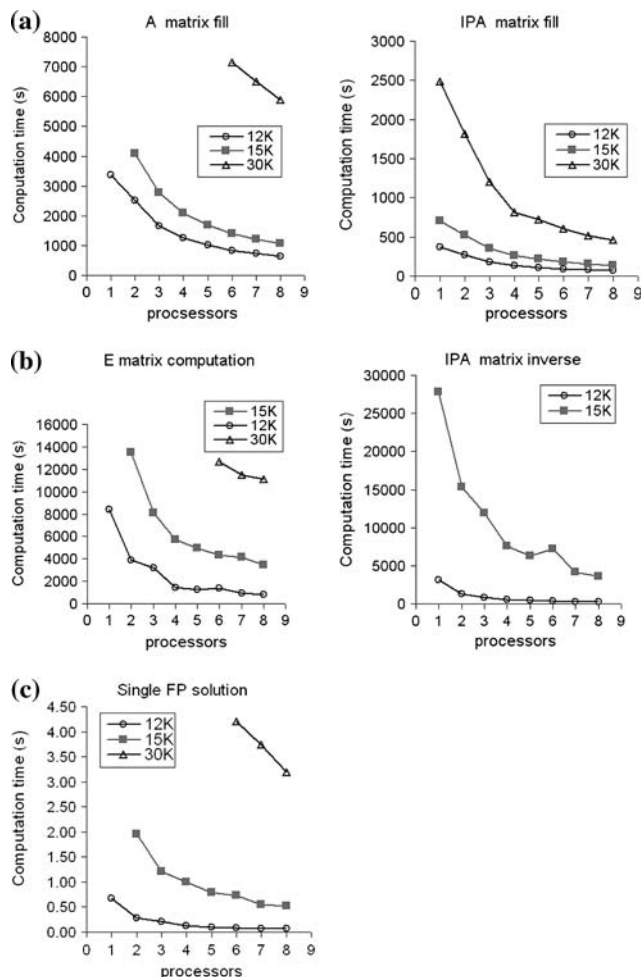 (a)
A matrix fill
Conputation time (s)
8000
7000
6000
5000
4000
3000
2000
1000
0
12K
15K
30K
0 1 2 3 4 5 6 7 8 9
procsessors
IPA matrix fill
Computation time (s)
3000
2500
2000
1500
1000
500
0
12K
15K
30K
0 1 2 3 4 5 6 7 8 9
processors
(b)
E matrix computation
Computation time (s)
16000
14000
12000
10000
8000
6000
4000
2000
0
15K
12K
30K
0 1 2 3 4 5 6 7 8 9
processors
IPA matrix inverse
Computation time (s)
30000
25000
20000
15000
10000
5000
0
12K
15K
0 1 2 3 4 5 6 7 8 9
processors
(c)
Single FP solution
Computation time (s)
4.50
4.00
3.50
3.00
2.50
2.00
1.50
1.00
0.50
0.00
12K
15K
30K
0 1 2 3 4 5 6 7 8 9
processors